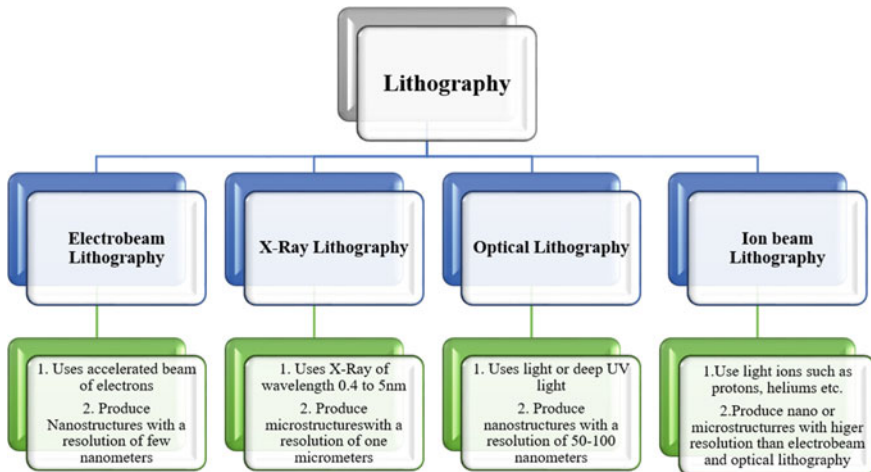 Lithography
Electrobeam
Lithography
X-Ray Lithography
Optical Lithography
Ion beam
Lithography
1. Uses accelerated beam
of electrons
2. Produce
Nanostructures with a
resolution of few
nanometers
1. Uses X-Ray of
wavelength 0.4 to 5nm
2. Produce
microstructureswith a
resolution of one
micrometers
1. Uses light or deep UV
light
2. Produce
nanostructures with a
resolution of 50-100
nanometers
1.Use light ions such as
protons, heliums etc.
2.Produce nano or
microstructurres with higer
resolution than electrobeam
and optical lithography